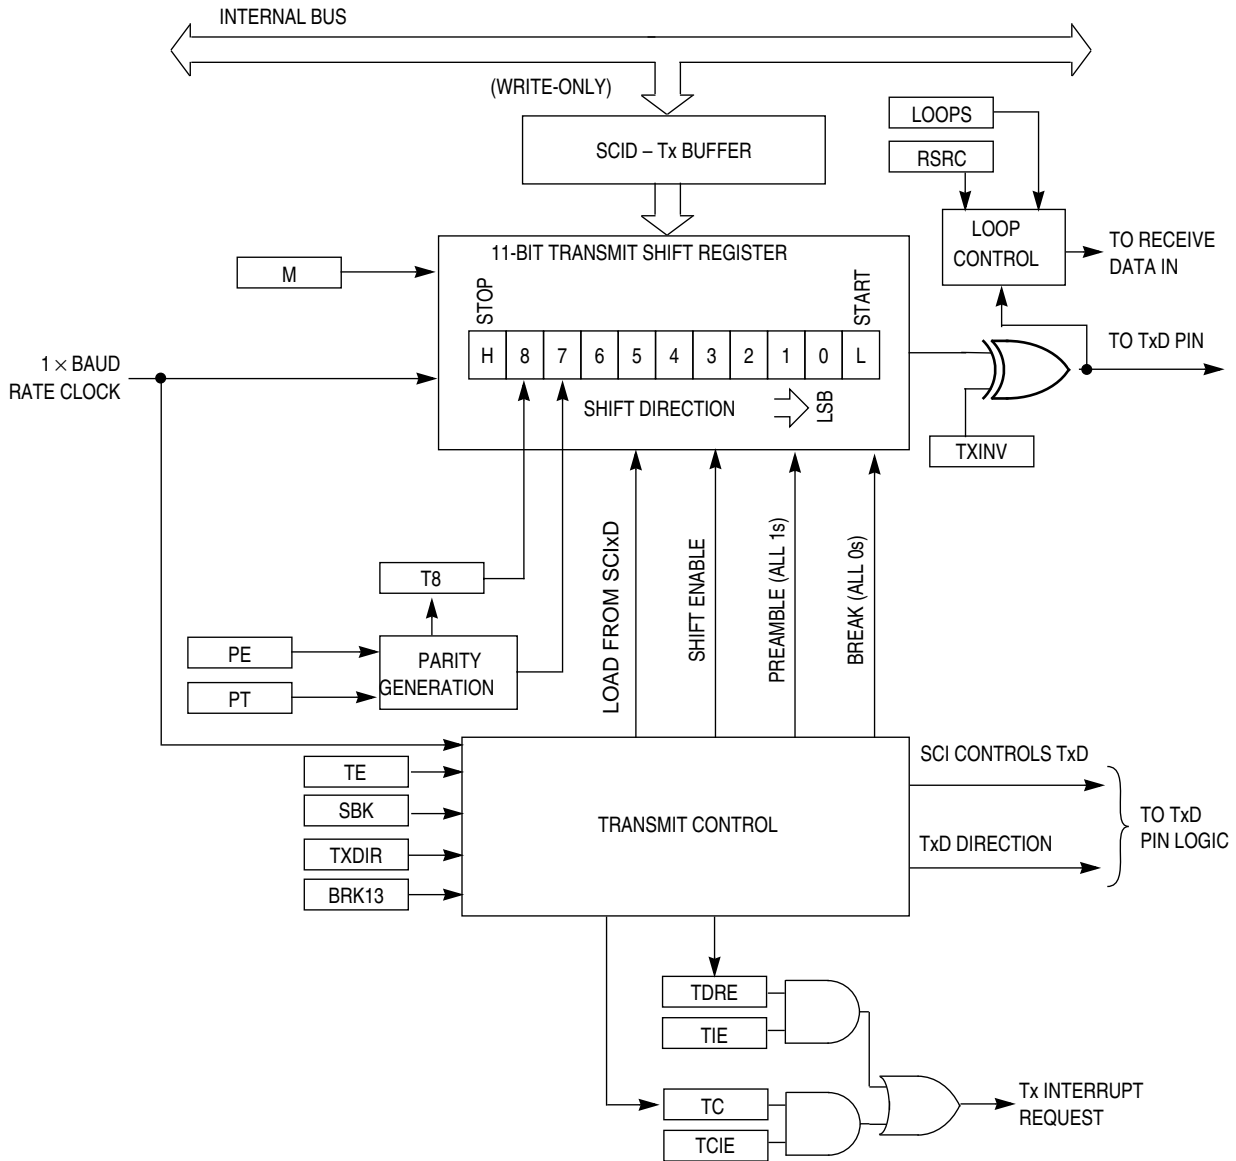 INTERNAL BUS
(WRITE-ONLY)
SCID – Tx BUFFER
LOOPS
RSRC
LOOP
CONTROL
TO RECEIVE
DATA IN
11-BIT TRANSMIT SHIFT REGISTER
M
STOP
START
H 8 7 6 5 4 3 2 1 0 L
1 × BAUD
RATE CLOCK
SHIFT DIRECTION
LSB
TO TxD PIN
TXINV
T8
PE
PT
PARITY
GENERATION
LOAD FROM SCIxD
SHIFT ENABLE
PREAMBLE (ALL 1s)
BREAK (ALL 0s)
TE
SBK
TXDIR
BRK13
TRANSMIT CONTROL
SCI CONTROLS TxD
TxD DIRECTION
TO TxD
PIN LOGIC
TDRE
TIE
TC
TCIE
Tx INTERRUPT
REQUEST